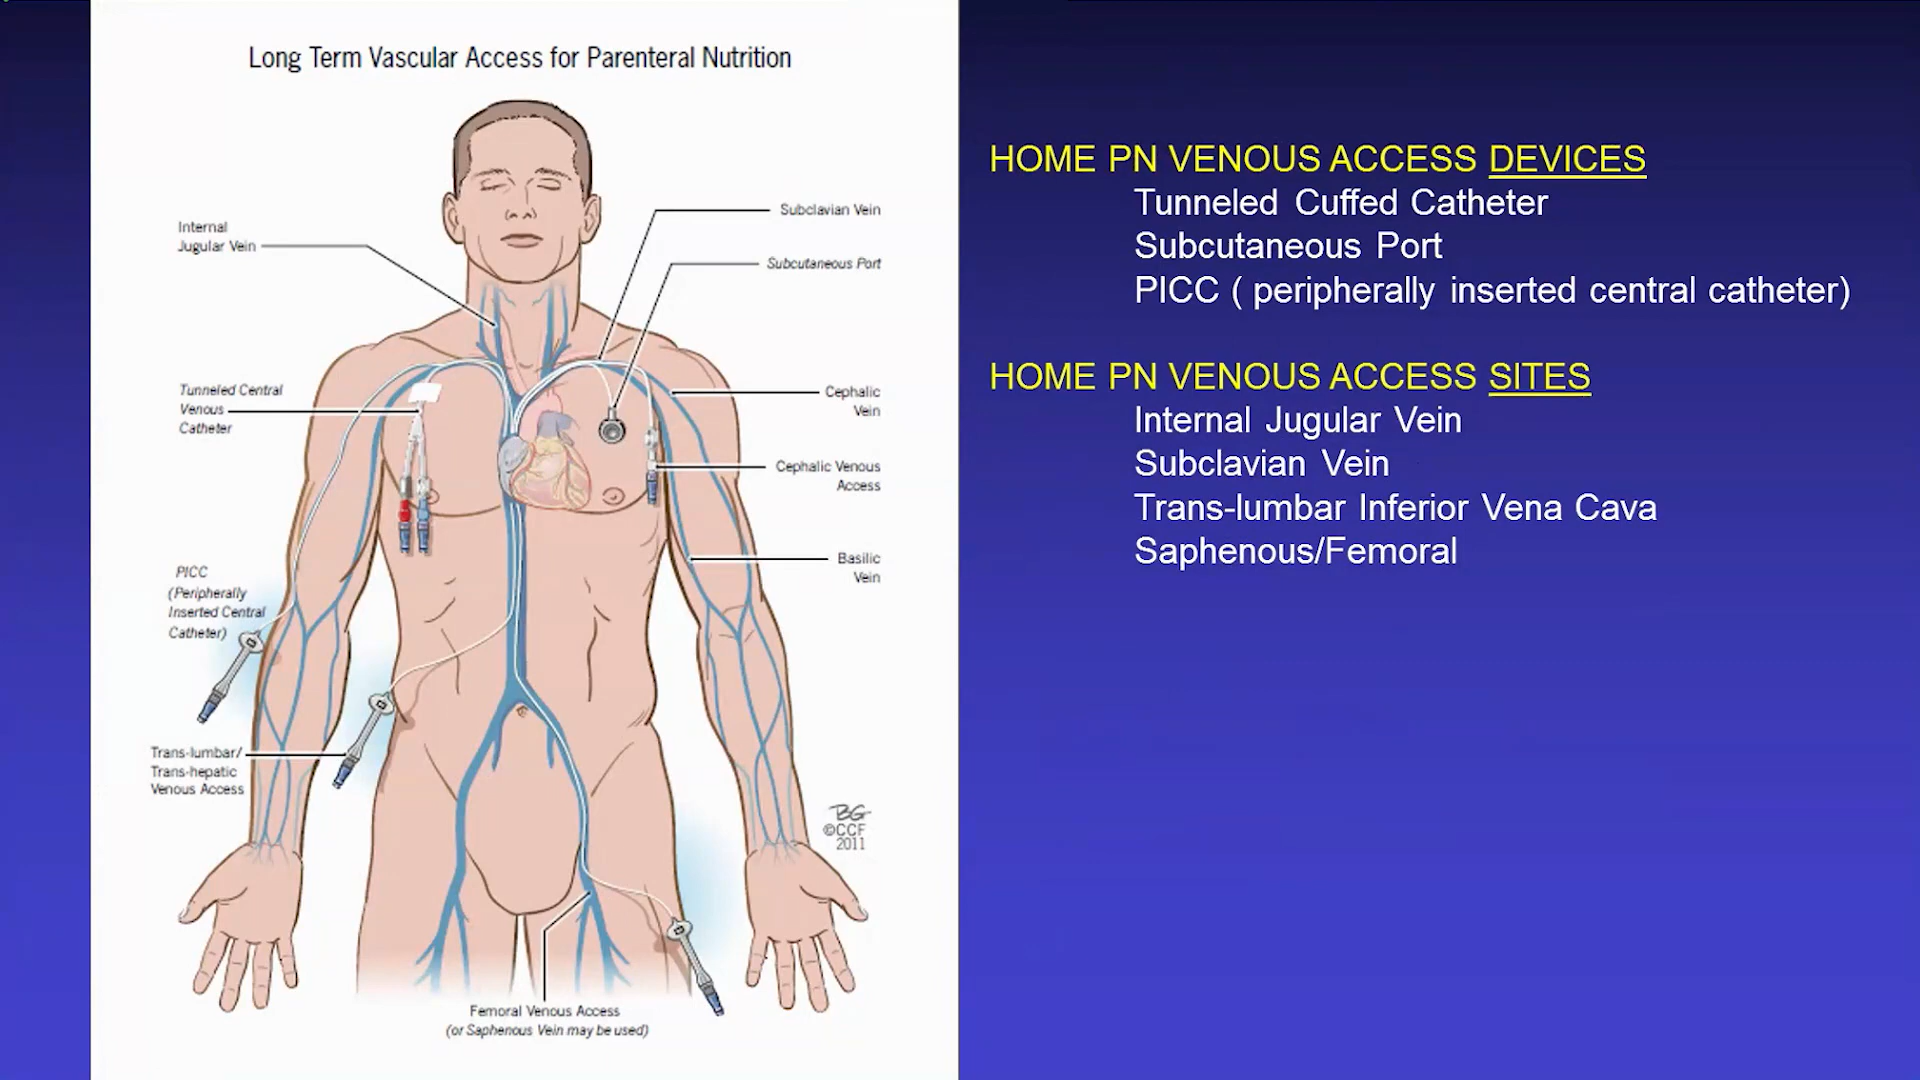 Long Term Vascular Access for Parenteral Nutrition
Internal
Jugular Vein
Subclavian Vein
Subcutaneous Port
Tunneled Central
Venous
Catheter
Cephalic
Vein
Cephalic Venous
Access
Basilic
Vein
PICC
(Peripherally
Inserted Central
Catheter)
Trans-lumbar/
Trans-hepatic
Venous Access
BG
©CCF
2011
Femoral Venous Access
(or Saphenous Vein may be used)
HOME PN VENOUS ACCESS DEVICES
Tunneled Cuffed Catheter
Subcutaneous Port
PICC ( peripherally inserted central catheter)
HOME PN VENOUS ACCESS SITES
Internal Jugular Vein
Subclavian Vein
Trans-lumbar Inferior Vena Cava
Saphenous/Femoral